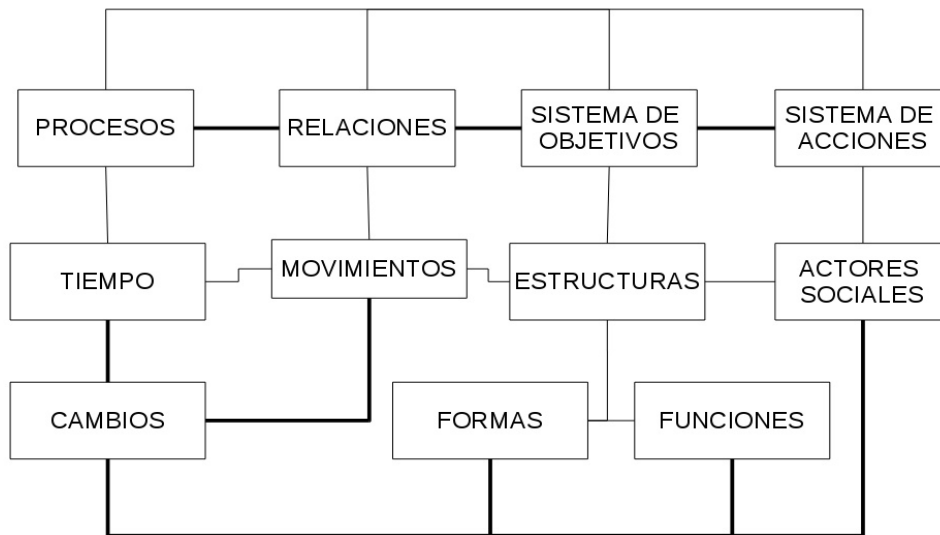 PROCESOS
RELACIONES
SISTEMA DE
OBJETIVOS
SISTEMA DE
ACCIONES
TIEMPO
MOVIMIENTOS
ESTRUCTURAS
ACTORES
SOCIALES
CAMBIOS
FORMAS
FUNCIONES